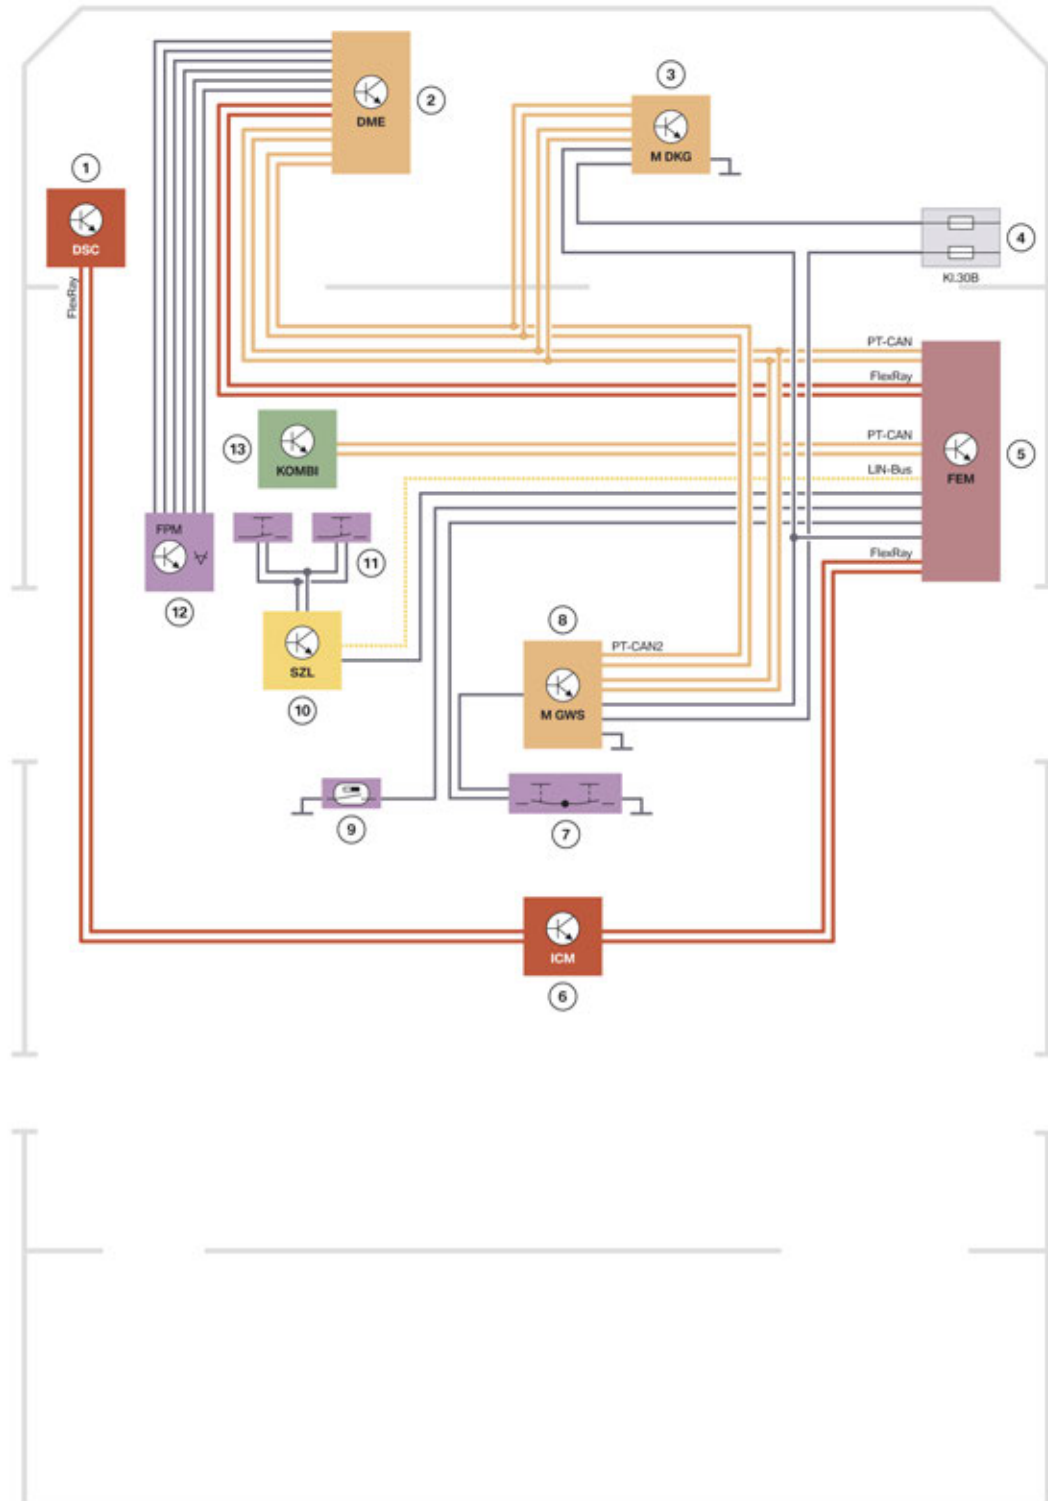 3
2
DME
M DKG
1
DSC
4
Kl.30B
FlexRay
PT-CAN
FlexRay
13
KOMBI
PT-CAN
5
FEM
LIN-Bus
FPM
11
FlexRay
12
8
PT-CAN2
SZL
M GWS
10
9
7
ICM
6